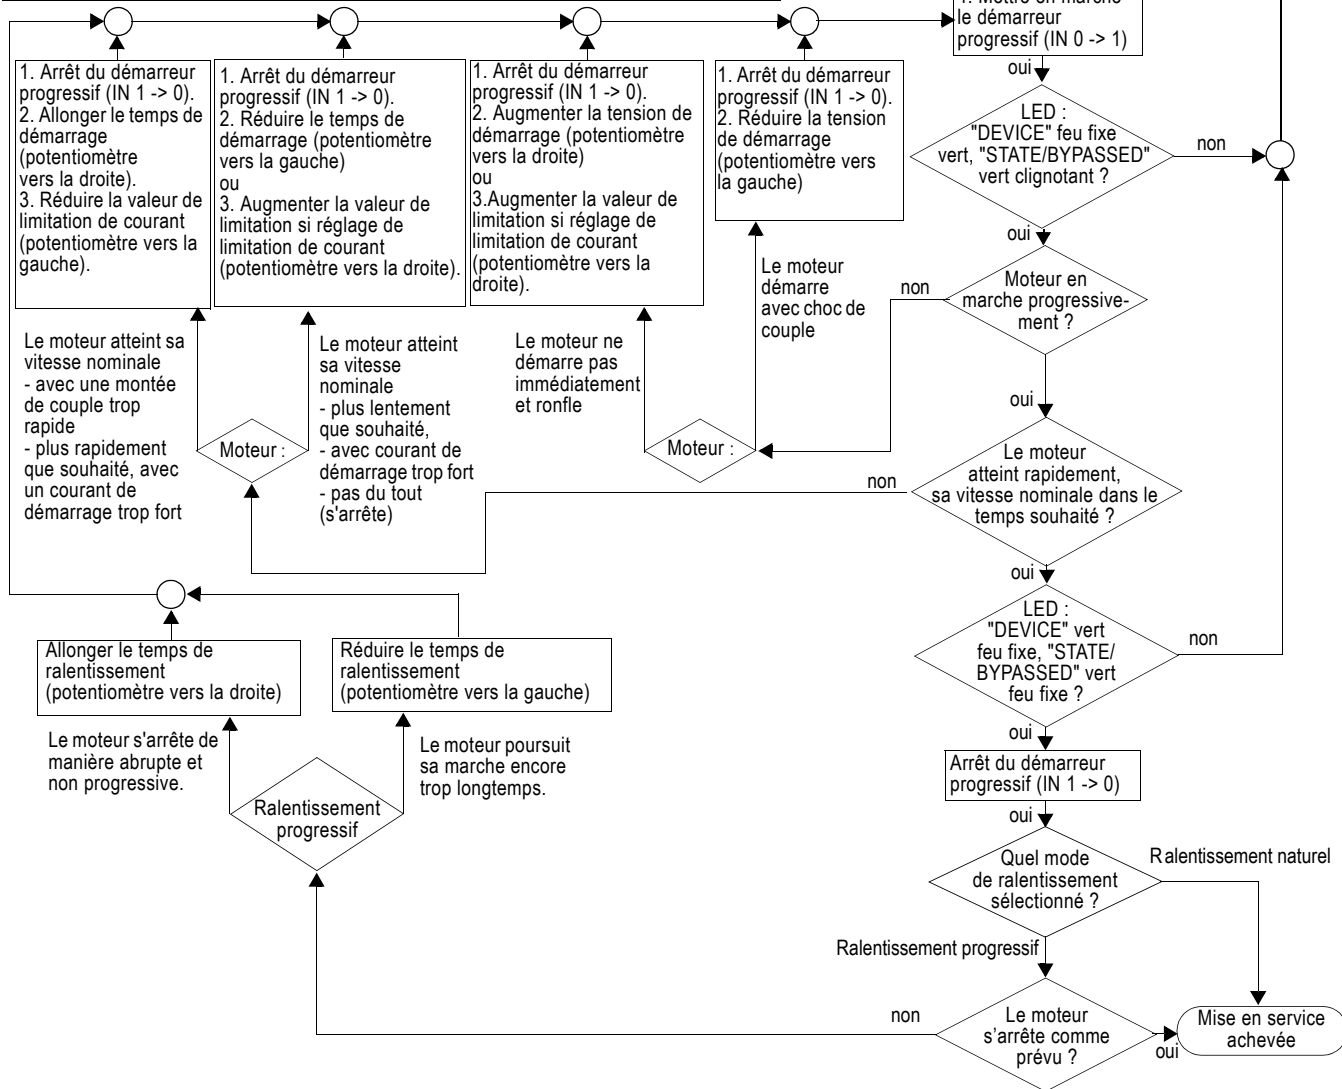 1. Mettre en marche
le démarreur
progressif (IN 0 -> 1)
1. Arrêt du démarreur
progressif (IN 1 -> 0).
2. Allonger le temps de
démarrage
(potentiomètre
vers la droite).
3. Réduire la valeur de
limitation de courant
(potentiomètre vers la
gauche).
1. Arrêt du démarreur
progressif (IN 1 -> 0).
2. Réduire le temps de
démarrage (potentiomètre
vers la gauche)
ou
3. Augmenter la valeur de
limitation si réglage de
limitation de courant
(potentiomètre vers la droite).
1. Arrêt du démarreur
progressif (IN 1 -> 0).
2. Augmenter la tension de
démarrage (potentiomètre
vers la droite)
ou
3.Augmenter la valeur de
limitation si réglage de
limitation de courant
(potentiomètre vers la
droite).
1. Arrêt du démarreur
progressif (IN 1 -> 0).
2. Réduire la tension
de démarrage
(potentiomètre vers
la gauche)
oui
LED :
"DEVICE" feu fixe
vert, "STATE/BYPASSED"
vert clignotant ?
non
oui
Moteur en
marche progressive-
ment ?
non
Le moteur
démarre
avec choc de
couple
Le moteur ne
démarre pas
immédiatement
et ronfle
Moteur :
Le moteur atteint sa
vitesse nominale
- avec une montée
de couple trop
rapide
- plus rapidement
que souhaité, avec
un courant de
démarrage trop fort
Moteur :
Le moteur atteint
sa vitesse
nominale
- plus lentement
que souhaité,
- avec courant de
démarrage trop fort
- pas du tout
(s'arrête)
oui
Le moteur
atteint rapidement,
sa vitesse nominale dans le
temps souhaité ?
non
oui
LED :
"DEVICE" vert
feu fixe, "STATE/
BYPASSED" vert
feu fixe ?
non
oui
Allonger le temps de
ralentissement
(potentiomètre vers la droite)
Réduire le temps de
ralentissement
(potentiomètre vers la gauche)
Le moteur s'arrête de
manière abrupte et
non progressive.
Le moteur poursuit
sa marche encore
trop longtemps.
Ralentissement
progressif
Arrêt du démarreur
progressif (IN 1 -> 0)
oui
Quel mode
de ralentissement
sélectionné ?
Ralentissement naturel
Ralentissement progressif
Le moteur
s'arrête comme
prévu ?
non
oui
Mise en service
achevée